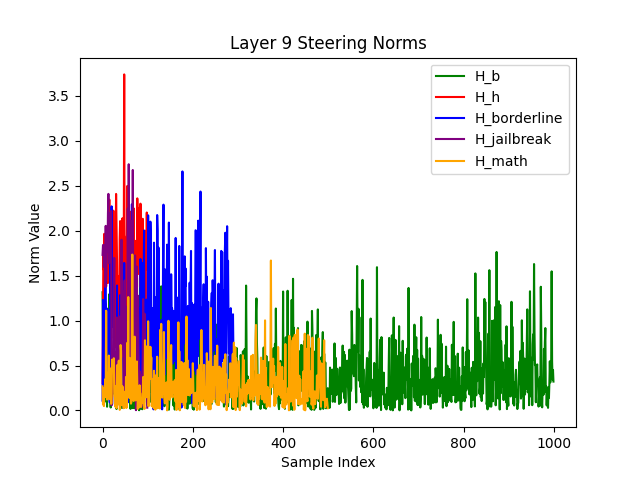 Layer 9 Steering Norms
H_b
H_h
H_borderline
H_jailbreak
H_math
Norm Value
3.5
3.0
2.5
2.0
1.5
1.0
0.5
0.0
0 200 400 600 800 1000
Sample Index